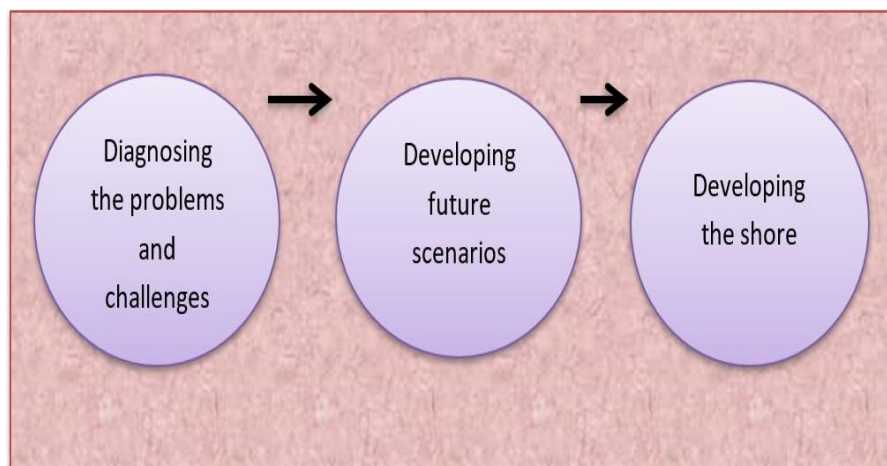 Diagnosing
the problems
and
challenges
Developing
future
scenarios
Developing
the shore